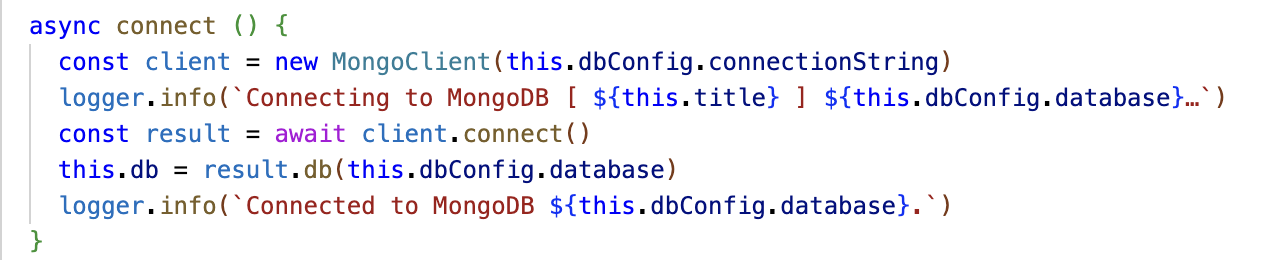 async connect () {
  const client = new MongoClient(this.dbConfig.connectionString)
  logger.info(`Connecting to MongoDB [ ${this.title} ] ${this.dbConfig.database}…`)
  const result = await client.connect()
  this.db = result.db(this.dbConfig.database)
  logger.info(`Connected to MongoDB ${this.dbConfig.database}.`)
}